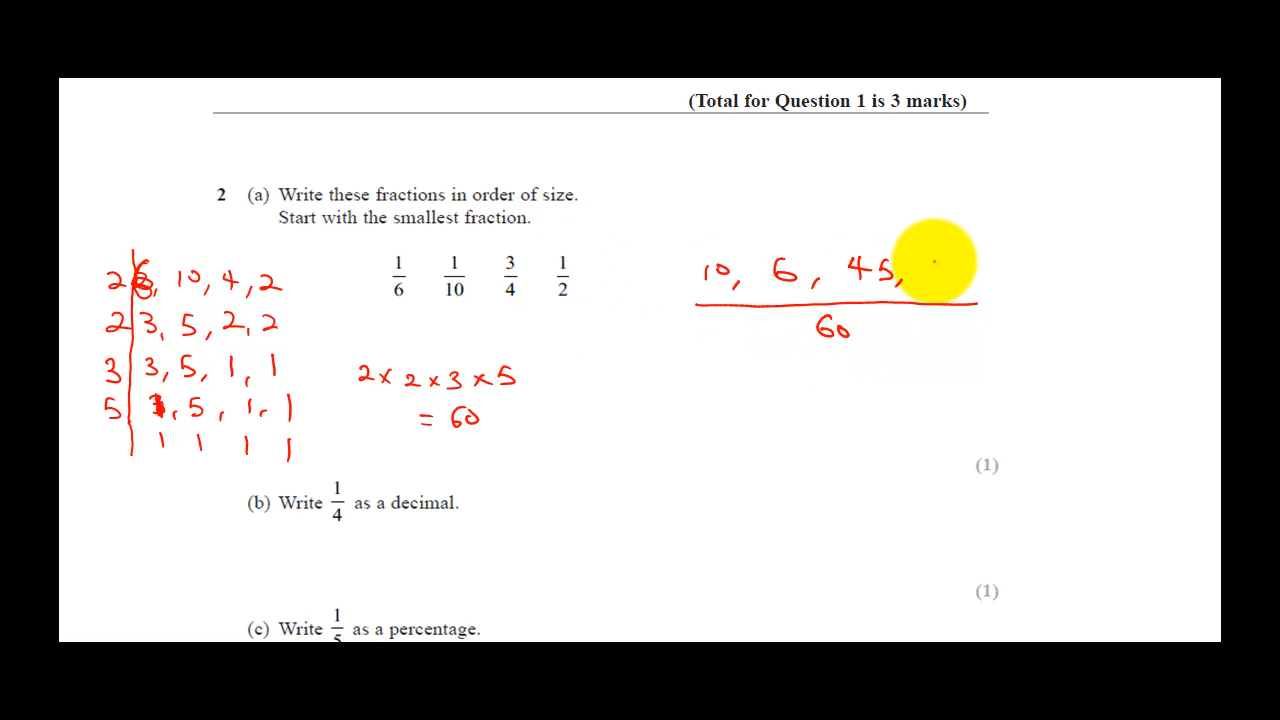 (Total for Question 1 is 3 marks)
2 (a) Write these fractions in order of size.
Start with the smallest fraction.
1/6 1/10 3/4 1/2
2 6, 10, 4, 2
2 3, 5, 2, 2
3 3, 5, 1, 1
5 1, 5, 1, 1
1 1 1 1
2 × 2 × 3 × 5
= 60
10, 6, 45,
60
(1)
(b) Write 1/4 as a decimal.
(1)
(c) Write 1/5 as a percentage.